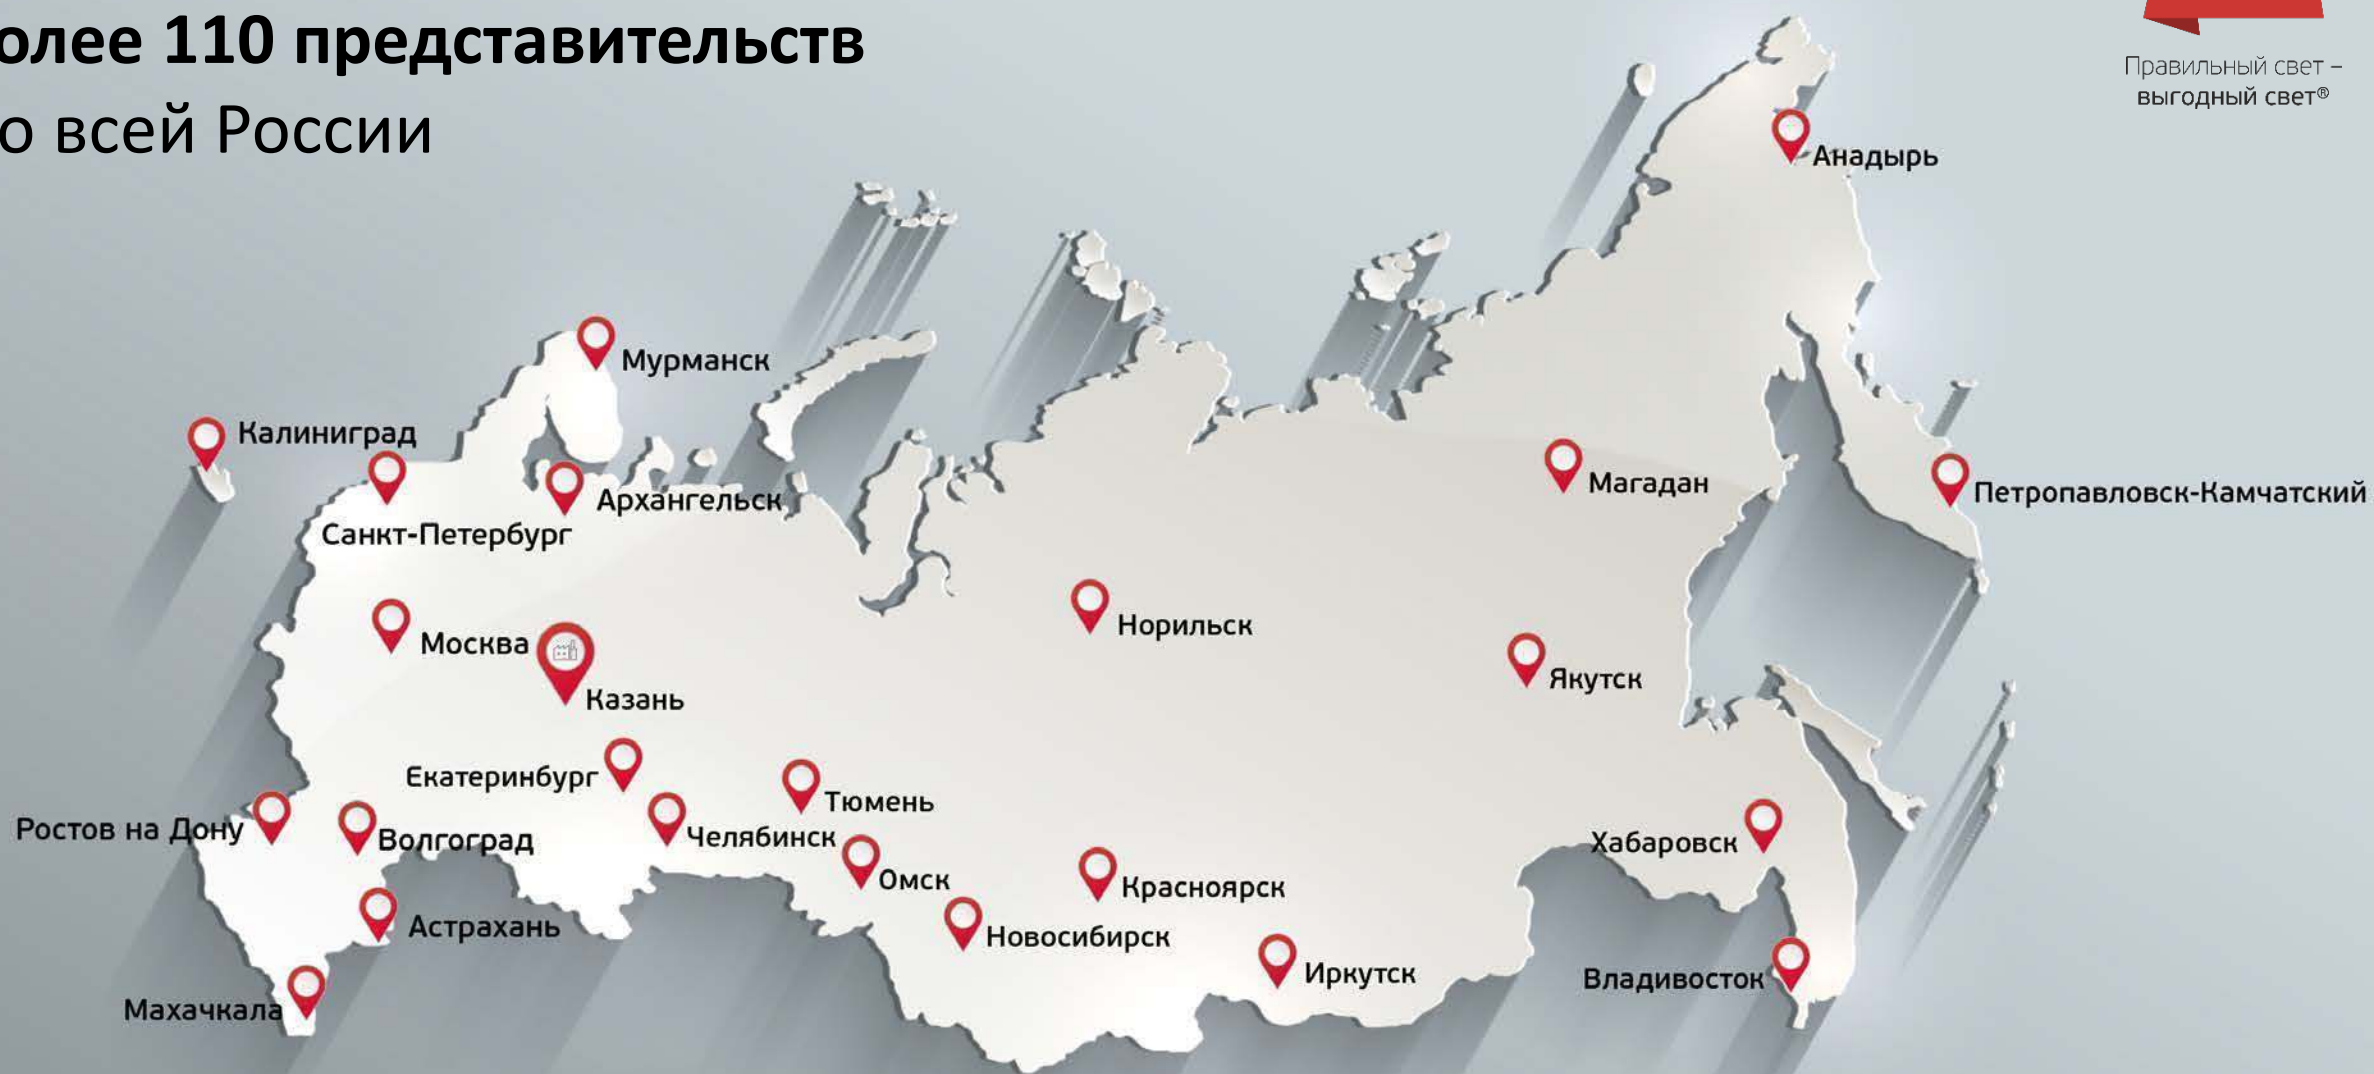 олее 110 представительств
о всей России
Правильный свет –
выгодный свет®
Анадырь
Мурманск
Калиниград
Архангельск
Санкт-Петербург
Магадан
Петропавловск-Камчатский
Норильск
Москва
Казань
Якутск
Екатеринбург
Тюмень
Ростов на Дону
Волгоград
Челябинск
Хабаровск
Омск
Красноярск
Астрахань
Новосибирск
Иркутск
Владивосток
Махачкала